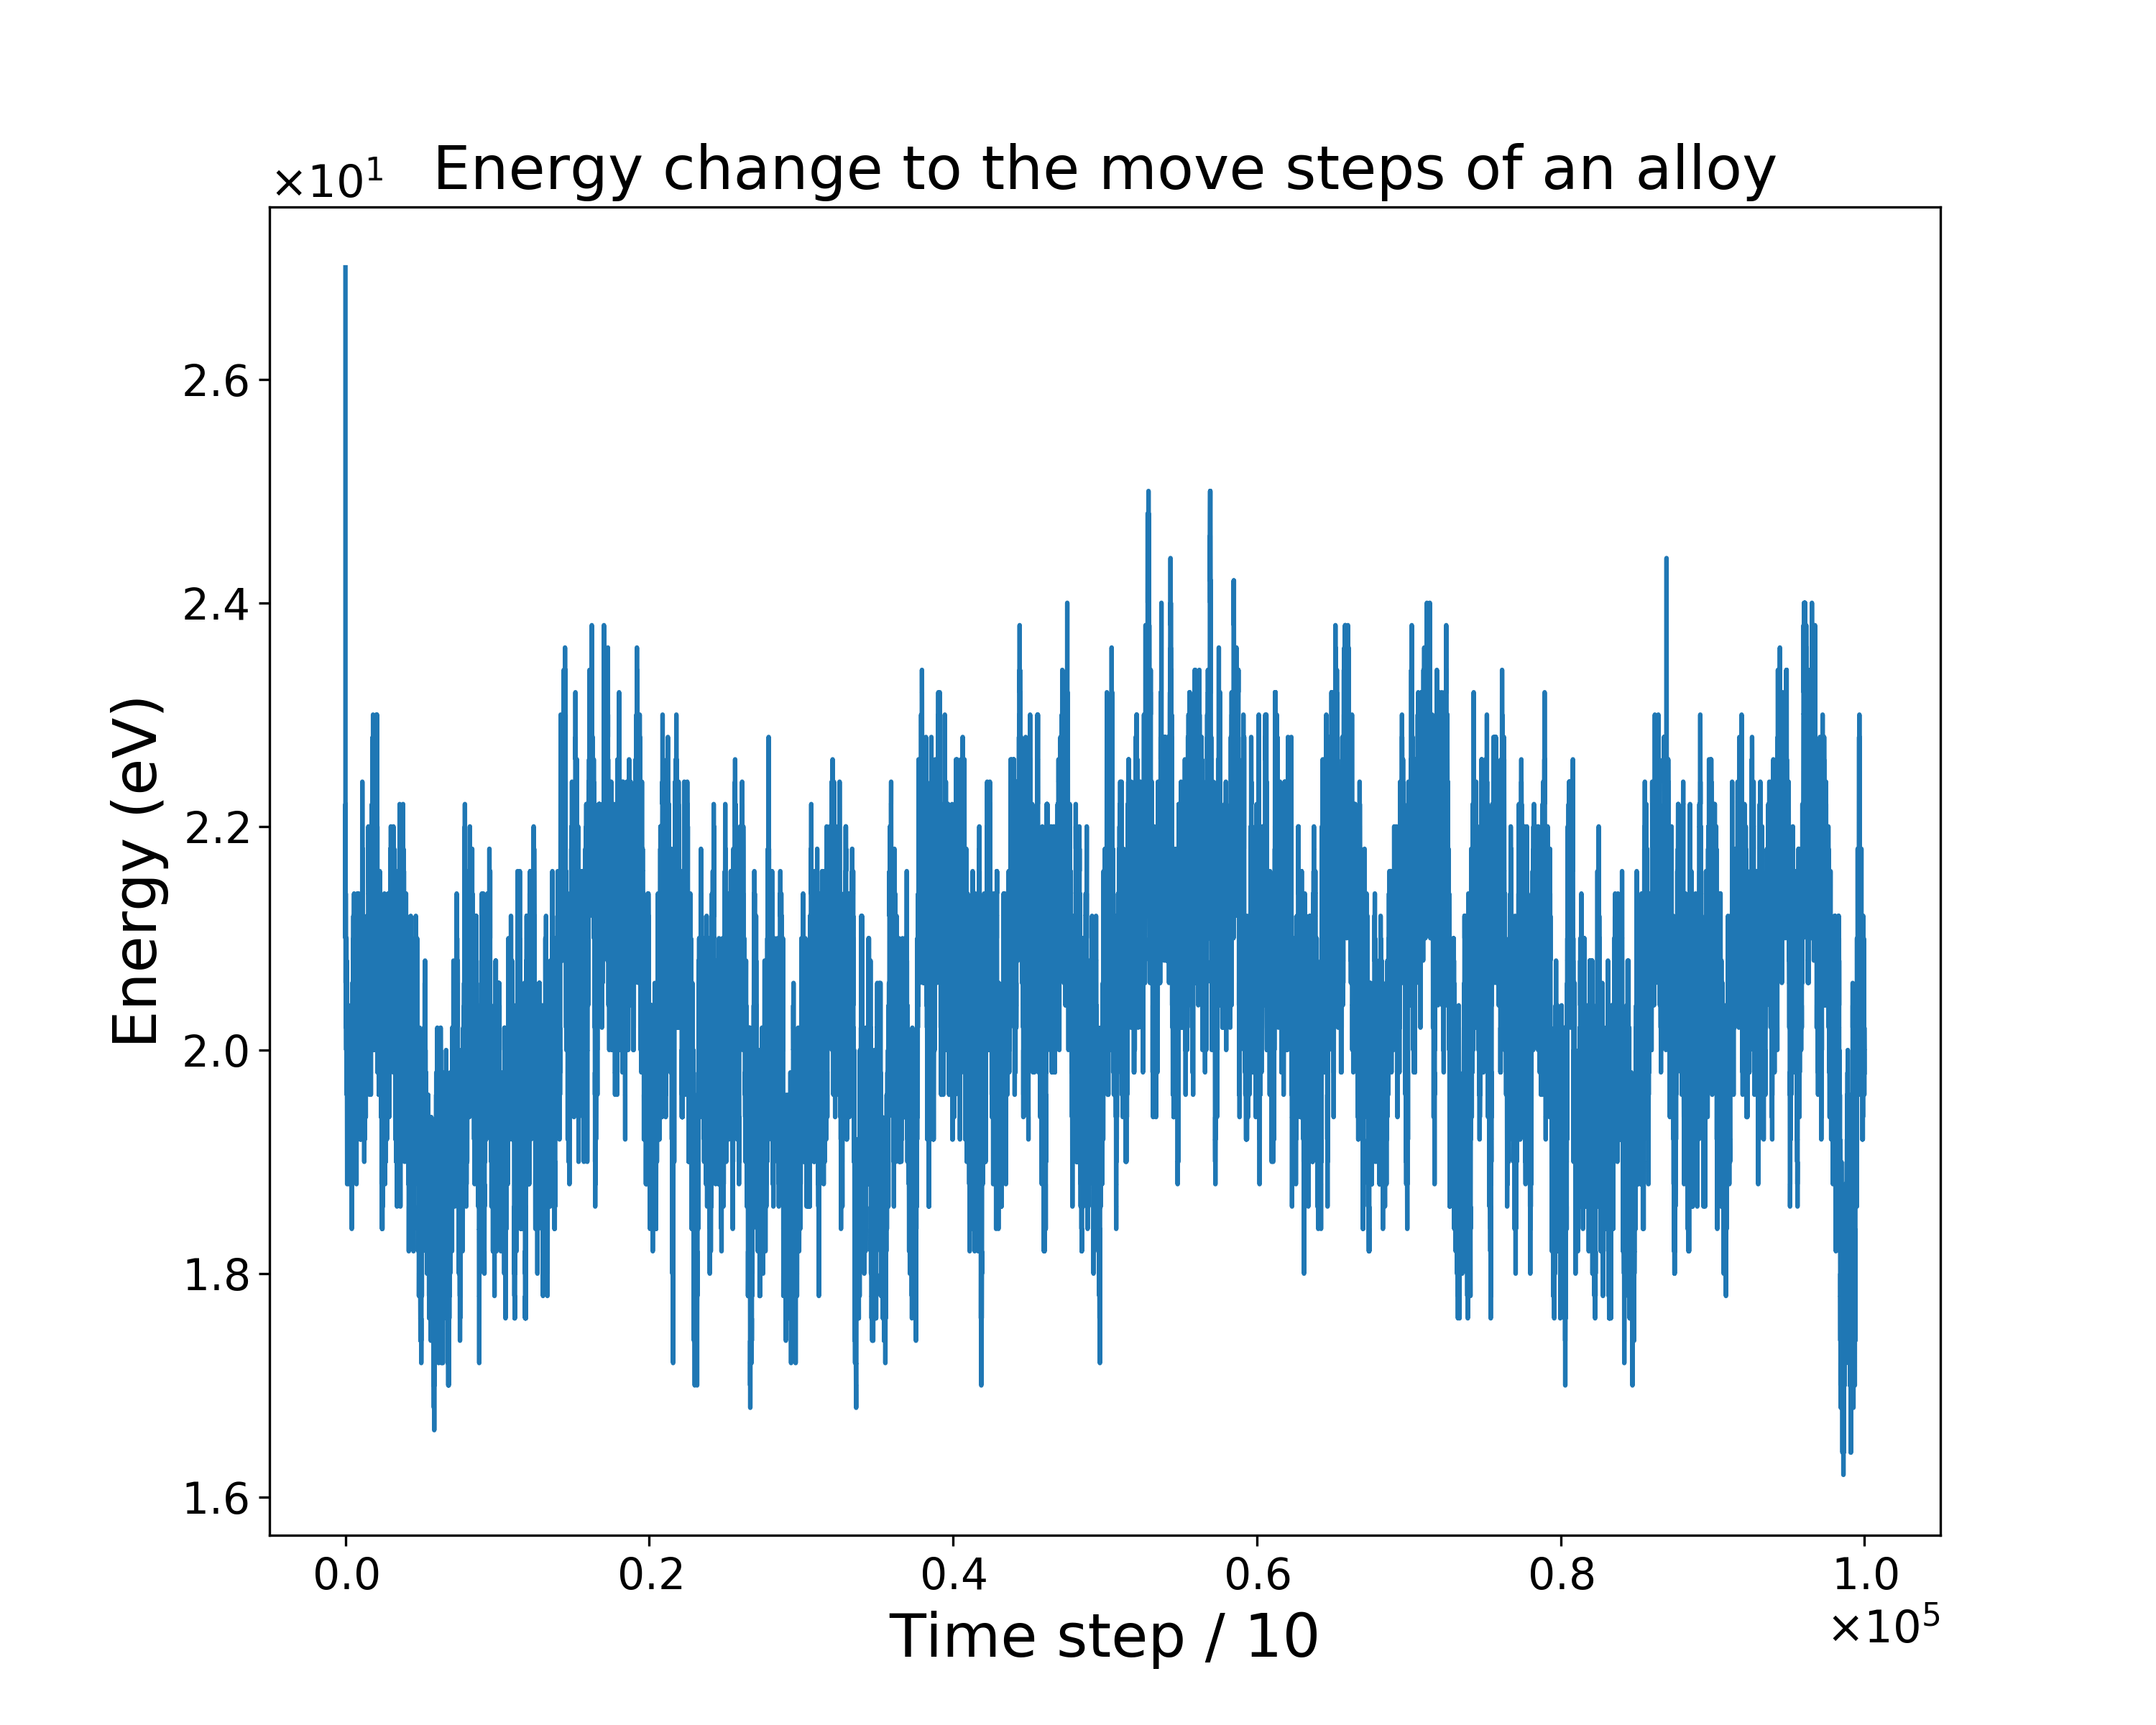 ×10¹ Energy change to the move steps of an alloy
Energy (eV)
2.6
2.4
2.2
2.0
1.8
1.6
0.0 0.2 0.4 0.6 0.8 1.0
Time step / 10
×10⁵